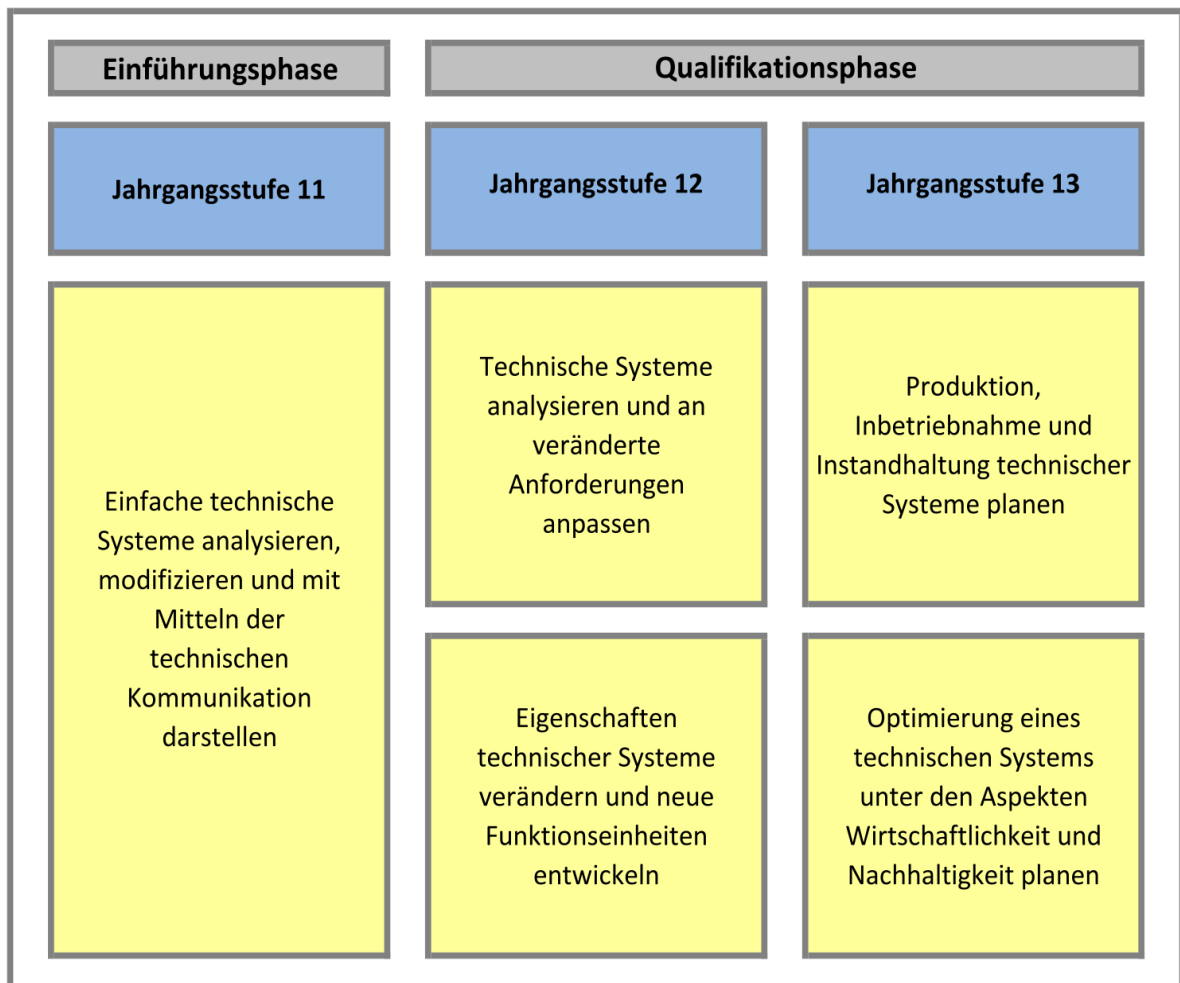 Einführungsphase
Qualifikationsphase
Jahrgangsstufe 11
Jahrgangsstufe 12
Jahrgangsstufe 13
Einfache technische
Systeme analysieren,
modifizieren und mit
Mitteln der
technischen
Kommunikation
darstellen
Technische Systeme
analysieren und an
veränderte
Anforderungen
anpassen
Produktion,
Inbetriebnahme und
Instandhaltung technischer
Systeme planen
Eigenschaften
technischer Systeme
verändern und neue
Funktionseinheiten
entwickeln
Optimierung eines
technischen Systems
unter den Aspekten
Wirtschaftlichkeit und
Nachhaltigkeit planen